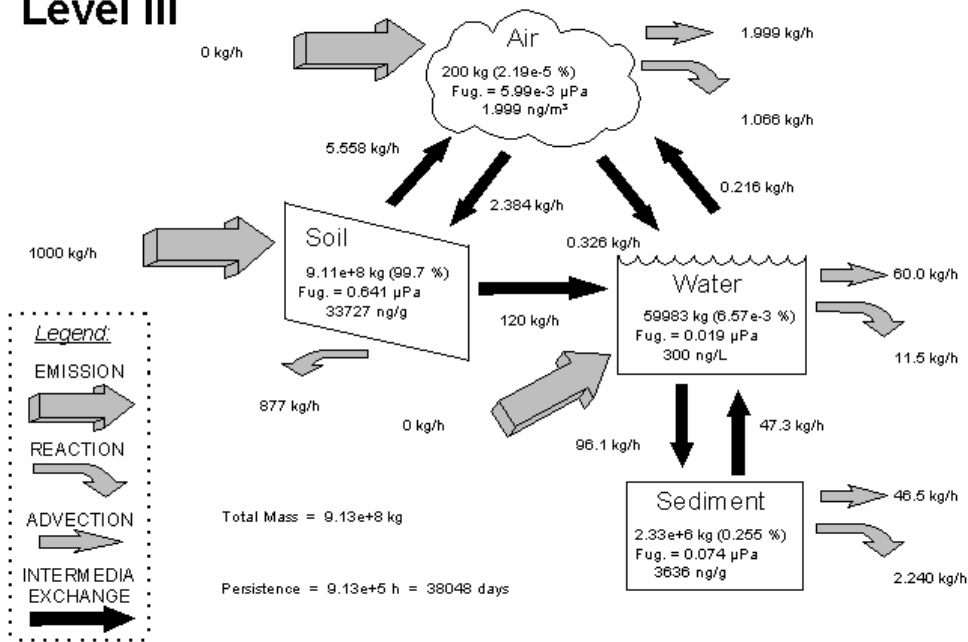 Level III
Air
0 kg/h
200 kg (2.19e-5 %)
Fug. = 5.99e-3 µPa
1.999 ng/m³
1.999 kg/h
1.066 kg/h
5.558 kg/h
2.384 kg/h
0.326 kg/h
0.216 kg/h
1000 kg/h
Soil
9.11e+8 kg (99.7 %)
Fug. = 0.641 µPa
33727 ng/g
120 kg/h
877 kg/h
0 kg/h
Water
59983 kg (6.57e-3 %)
Fug. = 0.019 µPa
300 ng/L
60.0 kg/h
11.5 kg/h
96.1 kg/h
47.3 kg/h
Sediment
2.33e+6 kg (0.255 %)
Fug. = 0.074 µPa
3636 ng/g
46.5 kg/h
2.240 kg/h
Legend:
EMISSION
REACTION
ADVECTION
INTERMEDIA
EXCHANGE
Total Mass = 9.13e+8 kg
Persistence = 9.13e+5 h = 38048 days